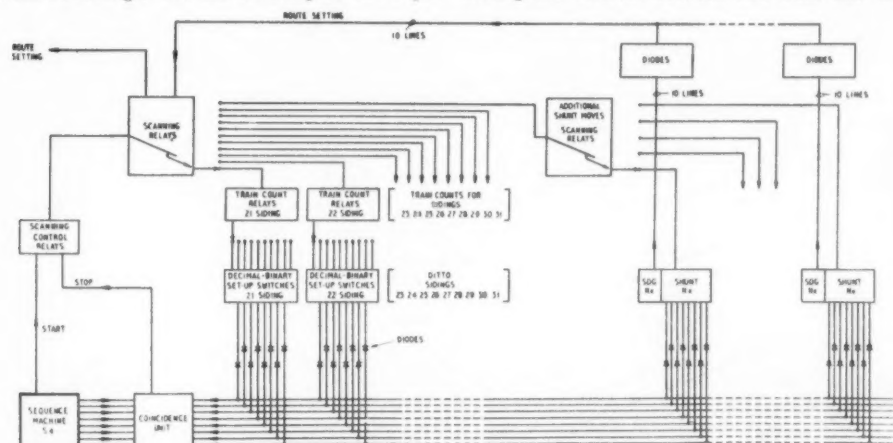 ROUTE SETTING
10 LINES
ROUTE
SETTING
DIODES
DIODES
10 LINES
10 LINES
SCANNING
RELAYS
ADDITIONAL
SHUNT MOVES
SCANNING
RELAYS
TRAIN COUNT
RELAYS
21 SIDING
TRAIN COUNT
RELAYS
22 SIDING
TRAIN COUNTS FOR
SIDINGS
23 24 25 26 27 28 29 30 31
SCANNING
CONTROL
RELAYS
STOP
DECIMAL-BINARY
SET-UP SWITCHES
21 SIDING
DECIMAL-BINARY
SET-UP SWITCHES
22 SIDING
DITTO
SIDINGS
23 24 25 26 27 28 29 30 31
SDG
SHUNT
SDG
SHUNT
START
DIODES
SEQUENCE
MACHINE
COINCIDENCE
UNIT